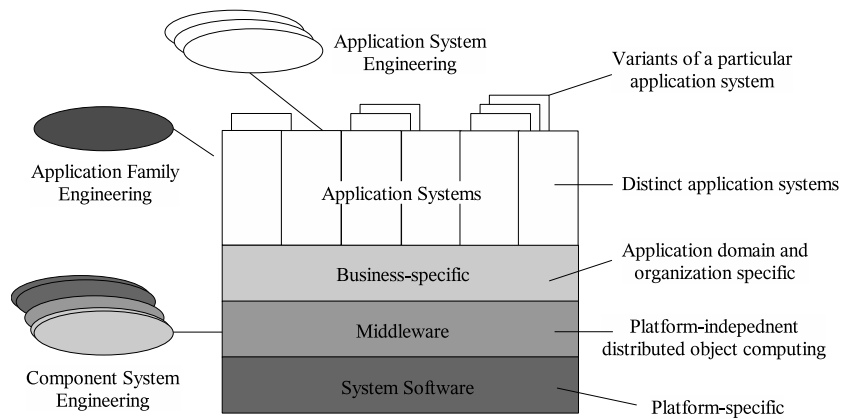 Application System
Engineering
Variants of a particular
application system
Application Family
Engineering
Application Systems
Distinct application systems
Business-specific
Application domain and
organization specific
Middleware
Platform-indepednent
distributed object computing
Component System
Engineering
System Software
Platform-specific